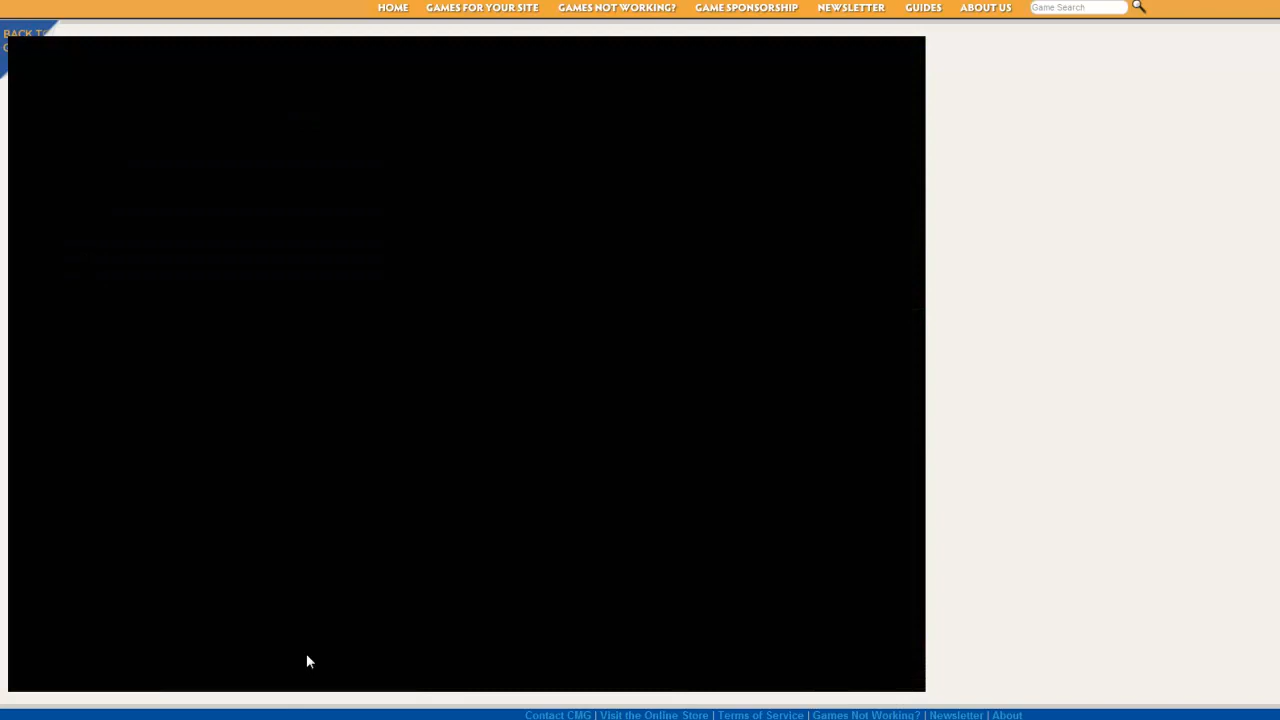 HOME GAMES FOR YOUR SITE GAMES NOT WORKING? GAME SPONSORSHIP NEWSLETTER GUIDES ABOUT US Game Search
BACK T
G
Contact CMG | Visit the Online Store | Terms of Service | Games Not Working? | Newsletter | About